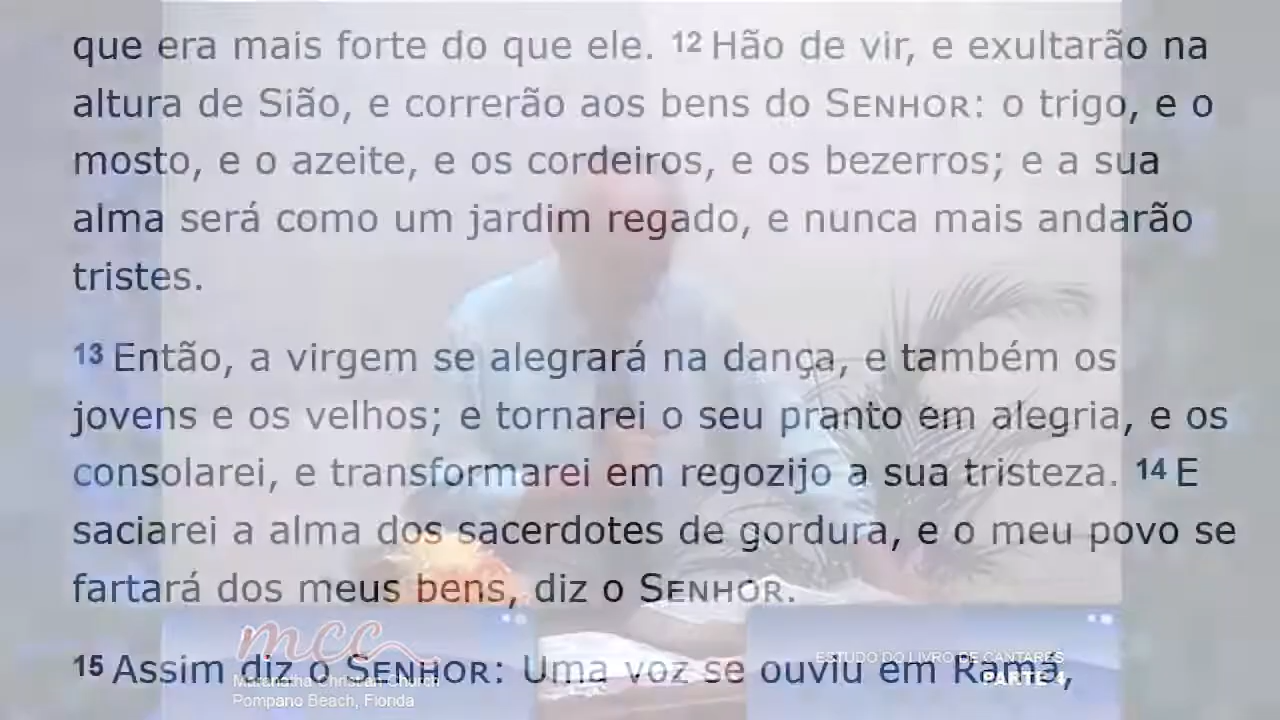 que era mais forte do que ele. 12 Hão de vir, e exultarão na
altura de Sião, e correrão aos bens do SENHOR: o trigo, e o
mosto, e o azeite, e os cordeiros, e os bezerros; e a sua
alma será como um jardim regado, e nunca mais andarão
tristes.
13 Então, a virgem se alegrará na dança, e também os
jovens e os velhos; e tornarei o seu pranto em alegria, e os
consolarei, e transformarei em regozijo a sua tristeza. 14 E
saciarei a alma dos sacerdotes de gordura, e o meu povo se
fartará dos meus bens, diz o SENHOR.
15 Assim diz o SENHOR: Uma voz se ouviu em Ramá,
mcc
Maranatha Christian Church
Pompano Beach, Florida
ESTUDO DO LIVRO DE CANTARES
PARTE 4